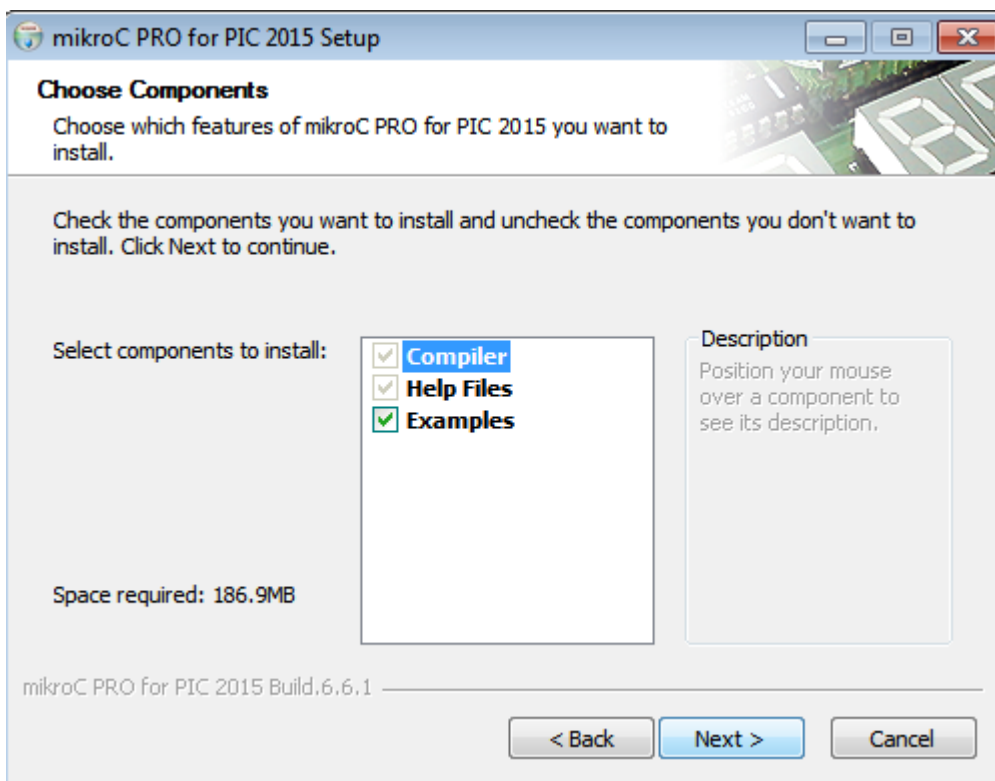 mikroC PRO for PIC 2015 Setup
Choose Components
Choose which features of mikroC PRO for PIC 2015 you want to
install.
Check the components you want to install and uncheck the components you don't want to
install. Click Next to continue.
Select components to install:
Compiler
Help Files
Examples
Description
Position your mouse
over a component to
see its description.
Space required: 186.9MB
mikroC PRO for PIC 2015 Build.6.6.1
< Back
Next >
Cancel